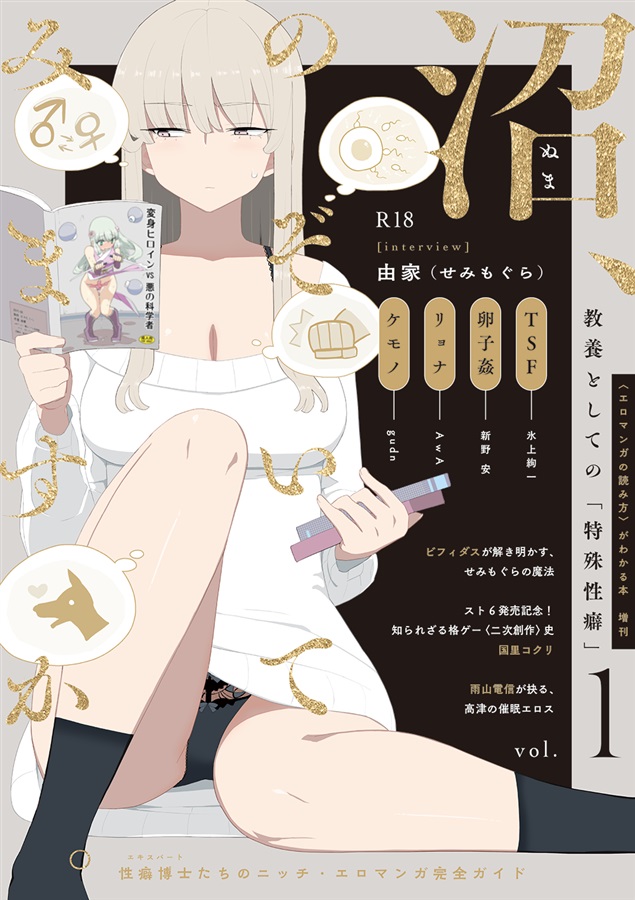 沼、
ぬま
のぞいて
みますか
R18
[interview]
由家（せみもぐら）
TSF
氷上絢一
卵子姦
新野 安
リョナ
AwA
ケモノ
gudn
〈エロマンガの読み方〉がわかる本 増刊
教養としての「特殊性癖」
1
vol.
ビフィダスが解き明かす、
せみもぐらの魔法
スト6発売記念！
知られざる格ゲー〈二次創作〉史
国里コクリ
雨山電信が抉る、
高津の催眠エロス
変身ヒロイン vs 悪の科学者
エキスパート
性癖博士たちのニッチ・エロマンガ完全ガイド